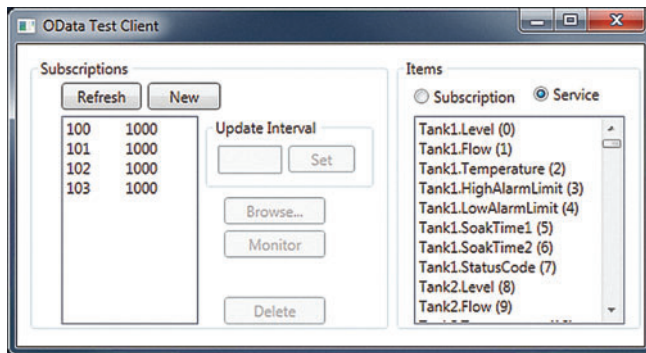 OData Test Client
Subscriptions
Refresh New
100 1000
101 1000
102 1000
103 1000
Update Interval
Set
Browse...
Monitor
Delete
Items
Subscription Service
Tank1.Level (0)
Tank1.Flow (1)
Tank1.Temperature (2)
Tank1.HighAlarmLimit (3)
Tank1.LowAlarmLimit (4)
Tank1.SoakTime1 (5)
Tank1.SoakTime2 (6)
Tank1.StatusCode (7)
Tank2.Level (8)
Tank2.Flow (9)